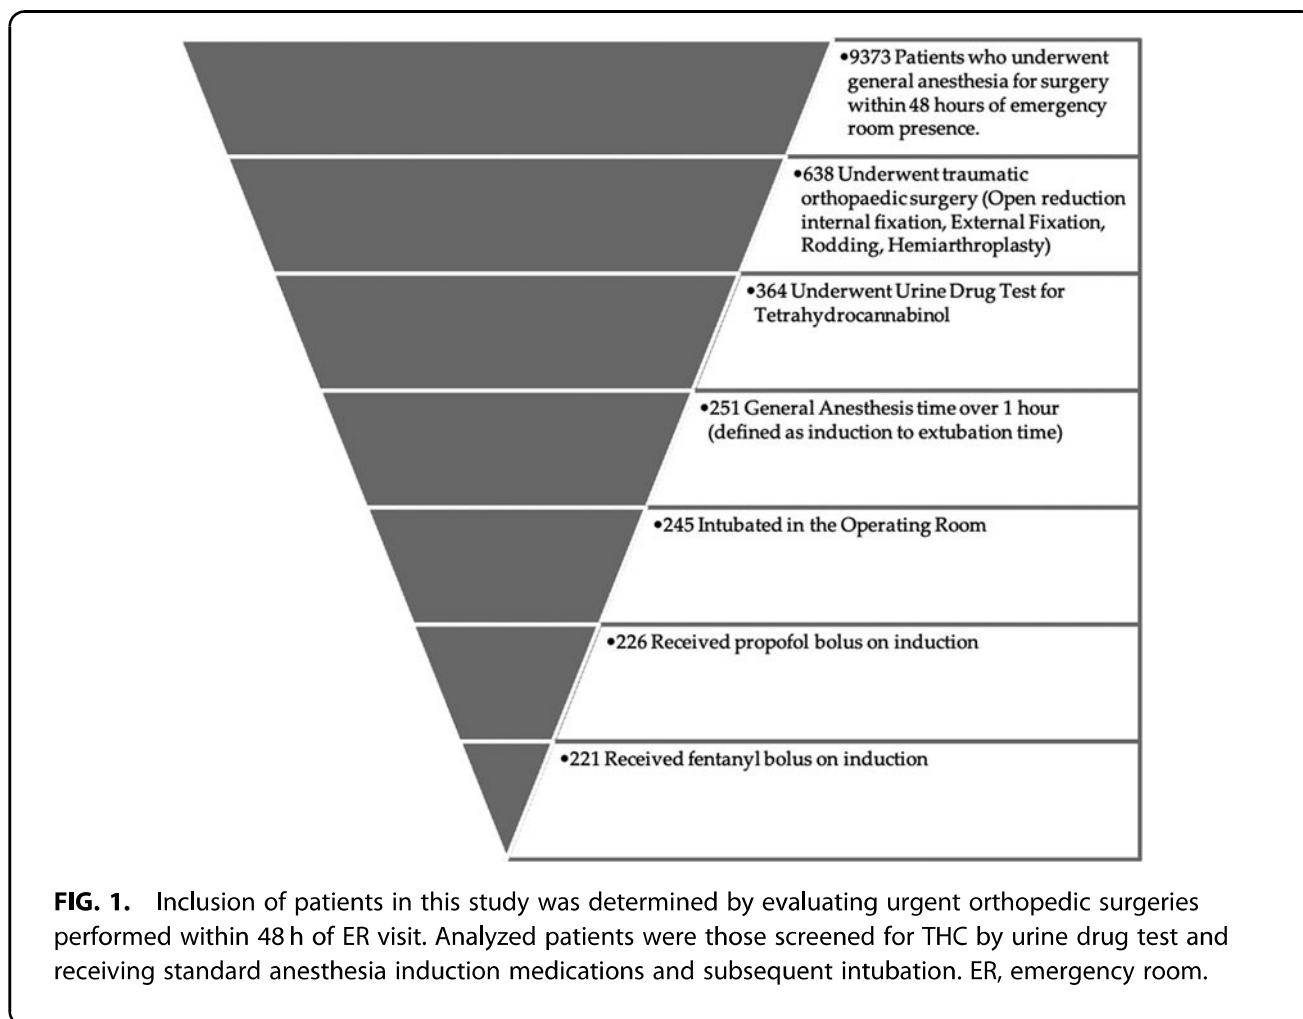 •9373 Patients who underwent
general anesthesia for surgery
within 48 hours of emergency
room presence.
•638 Underwent traumatic
orthopaedic surgery (Open reduction
internal fixation, External Fixation,
Rodding, Hemiarthroplasty)
•364 Underwent Urine Drug Test for
Tetrahydrocannabinol
•251 General Anesthesis time over 1 hour
(defined as induction to extubation time)
•245 Intubated in the Operating Room
•226 Received propofol bolus on induction
•221 Received fentanyl bolus on induction
FIG. 1. Inclusion of patients in this study was determined by evaluating urgent orthopedic surgeries
performed within 48 h of ER visit. Analyzed patients were those screened for THC by urine drug test and
receiving standard anesthesia induction medications and subsequent intubation. ER, emergency room.